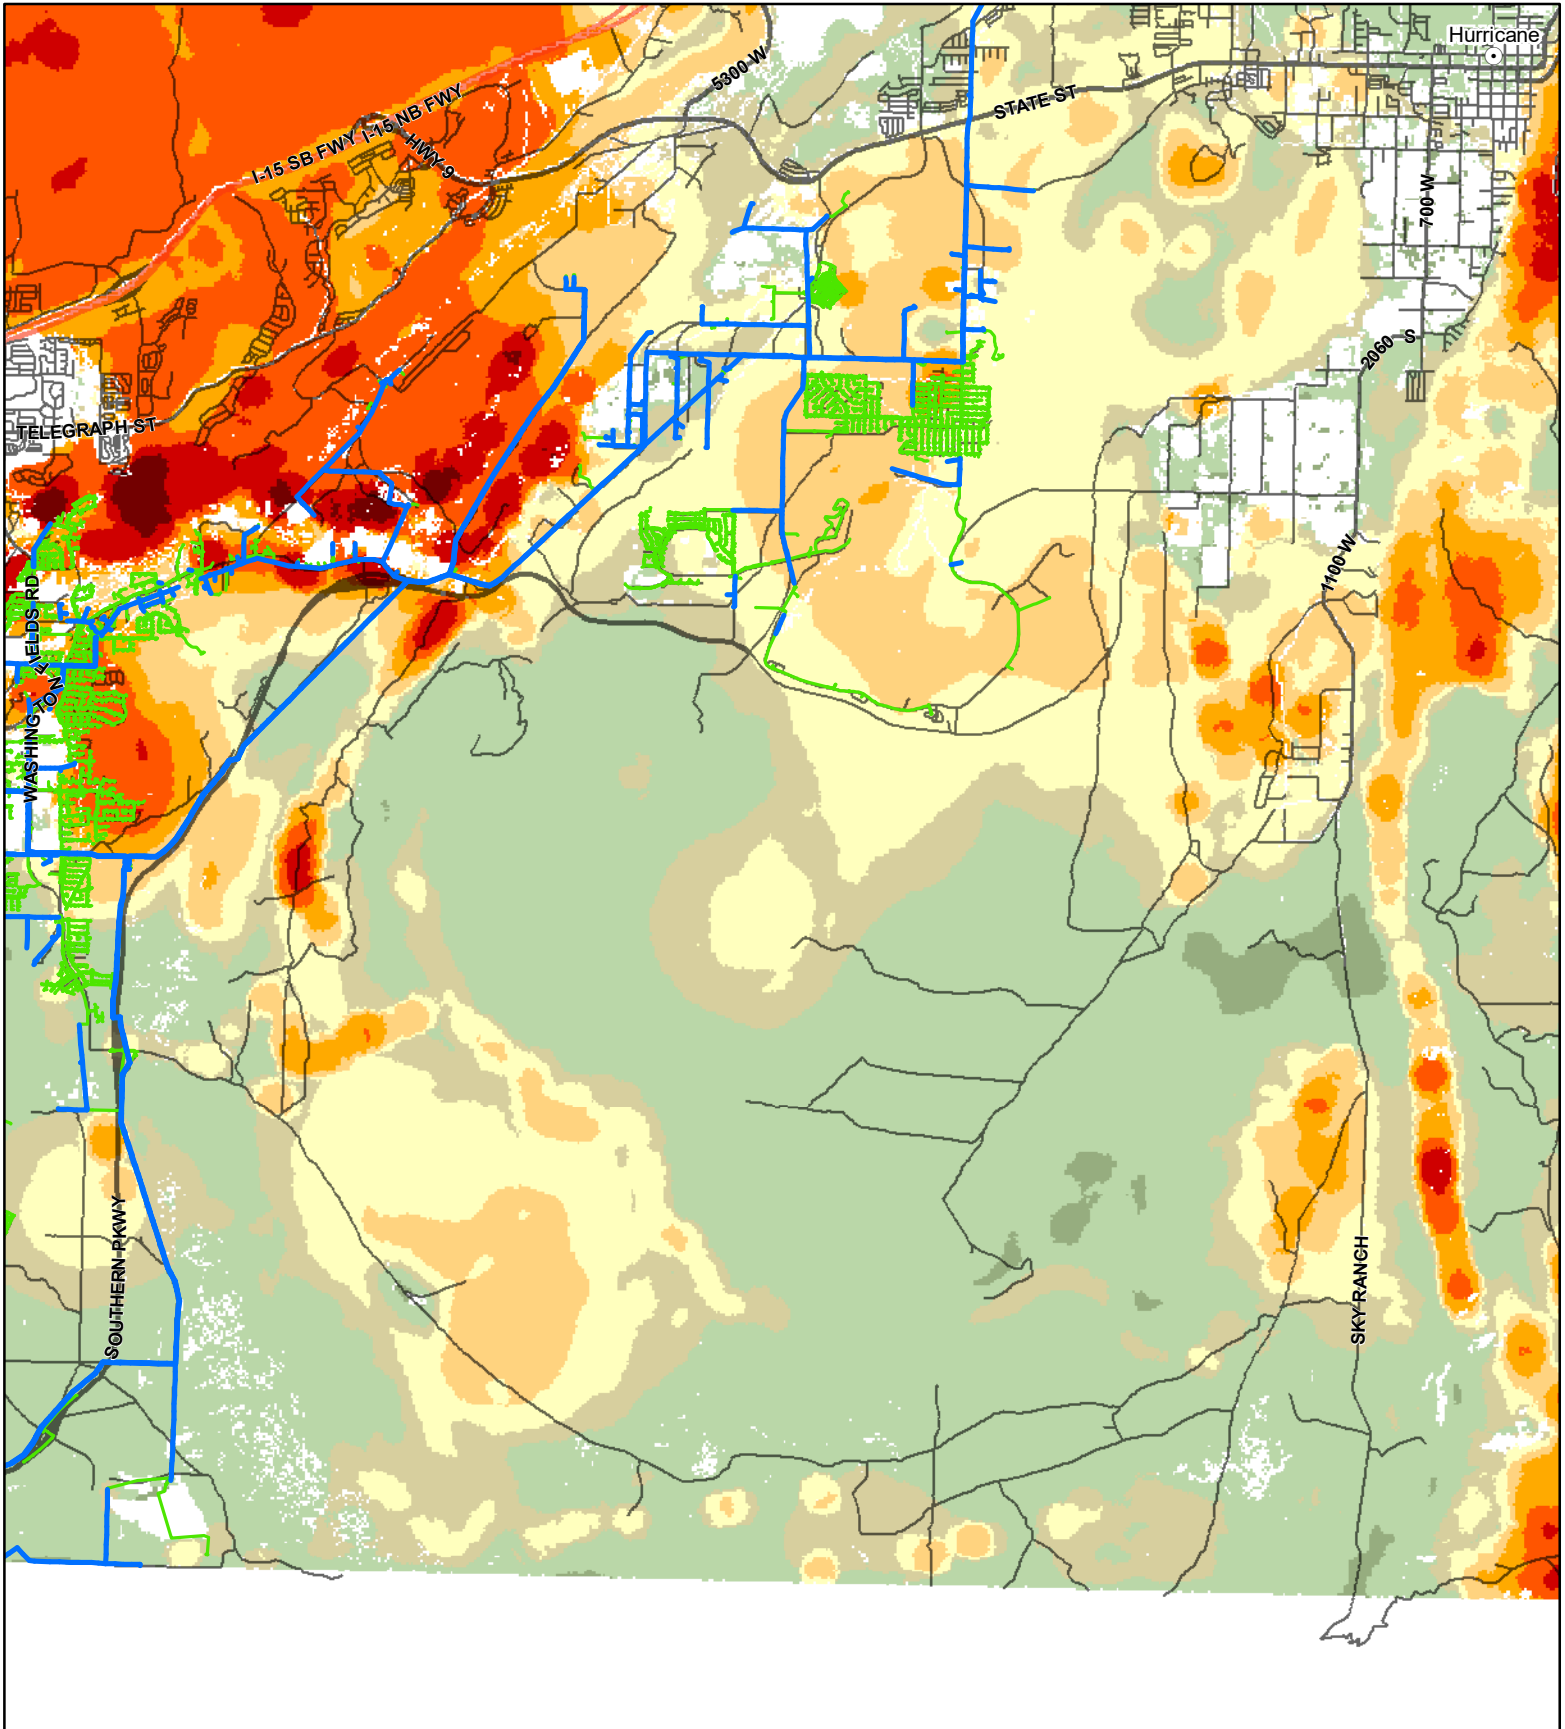 Hurricane
5300 W
STATE ST
I-15 SB FWY
I-15 NB FWY
HWY 9
700 W
2060 S
TELEGRAPH ST
1100 W
WASHINGTON FIELDS RD
SOUTHERN PKWY
SKY RANCH